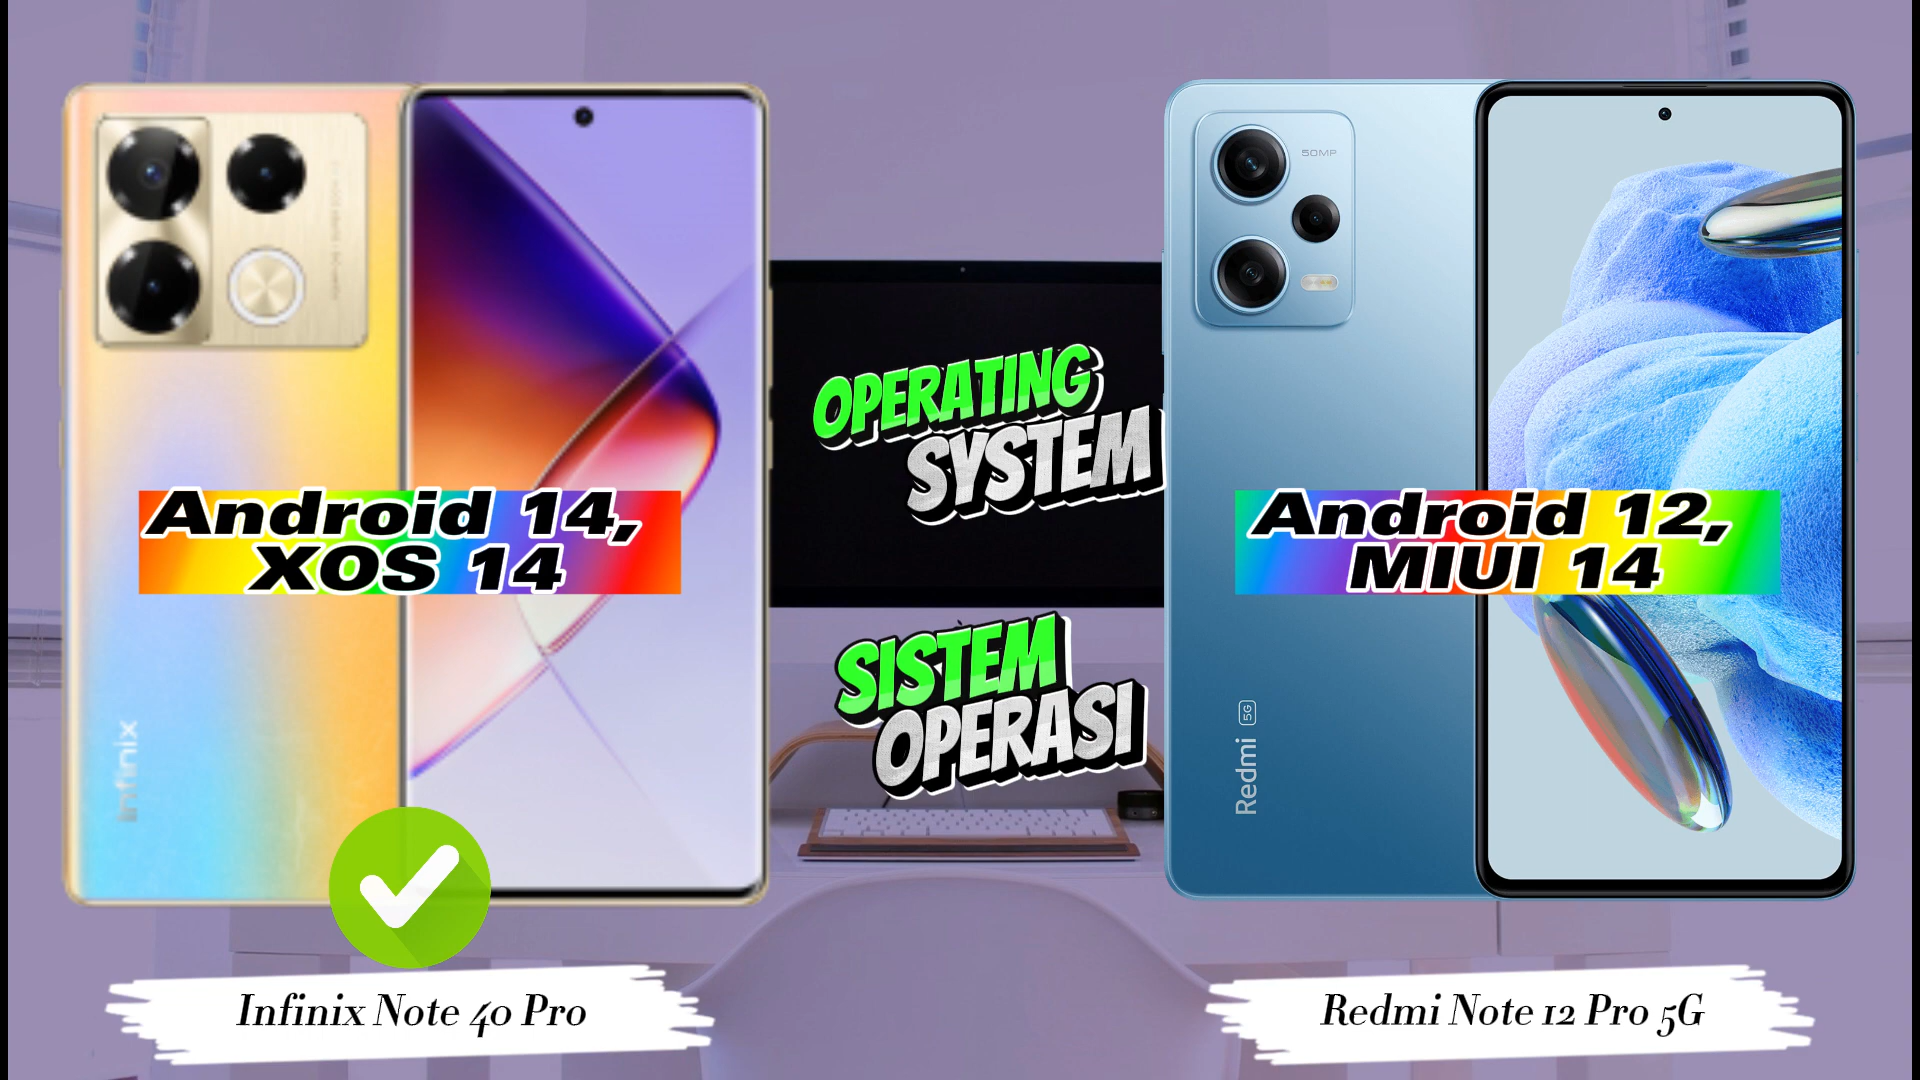 50MP
OPERATING
SYSTEM
Android 14,
XOS 14
Android 12,
MIUI 14
SISTEM
OPERASI
Infinix
Redmi 5G
Infinix Note 40 Pro
Redmi Note 12 Pro 5G